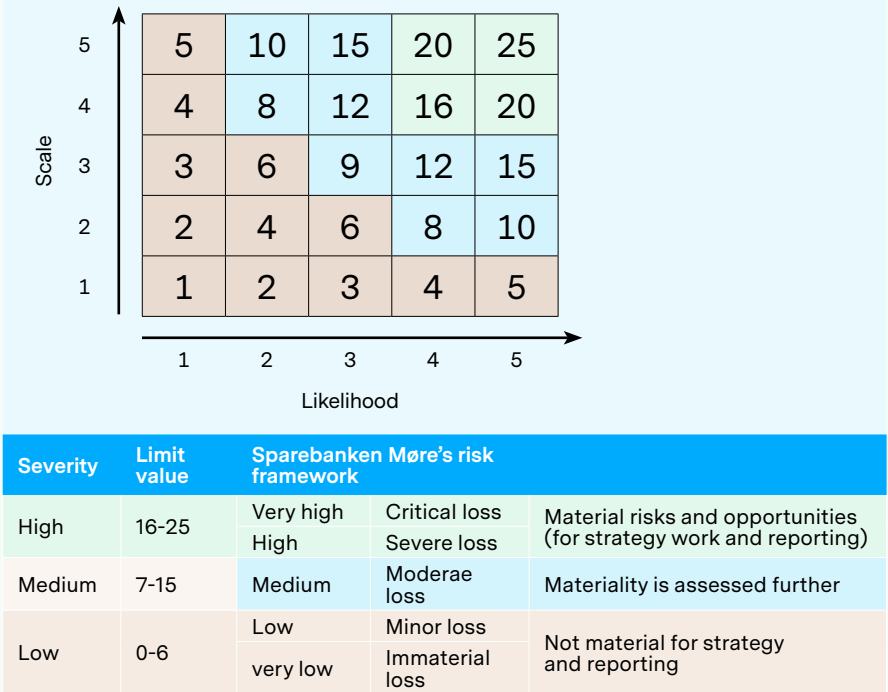 5 5 10 15 20 25
4 4 8 12 16 20
Scale
3 3 6 9 12 15
2 2 4 6 8 10
1 1 2 3 4 5
1 2 3 4 5
Likelihood
Severity Limit value Sparebanken Møre's risk framework
High 16-25 Very high Critical loss Material risks and opportunities
High Severe loss (for strategy work and reporting)
Medium 7-15 Medium Moderae loss Materiality is assessed further
Low 0-6 Low Minor loss Not material for strategy
very low Immaterial loss and reporting